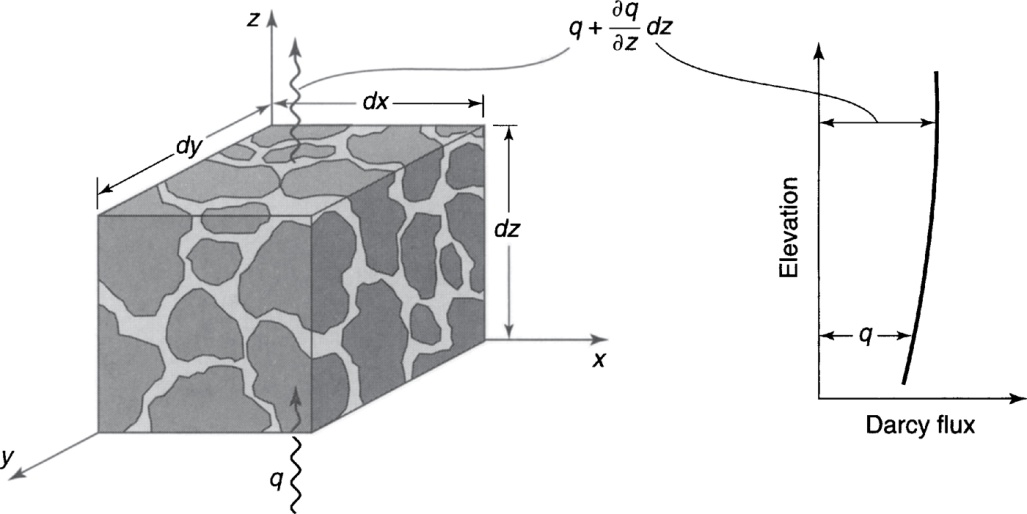 z
q + ∂q/∂z dz
dx
dy
dz
x
y
q
Elevation
q
Darcy flux